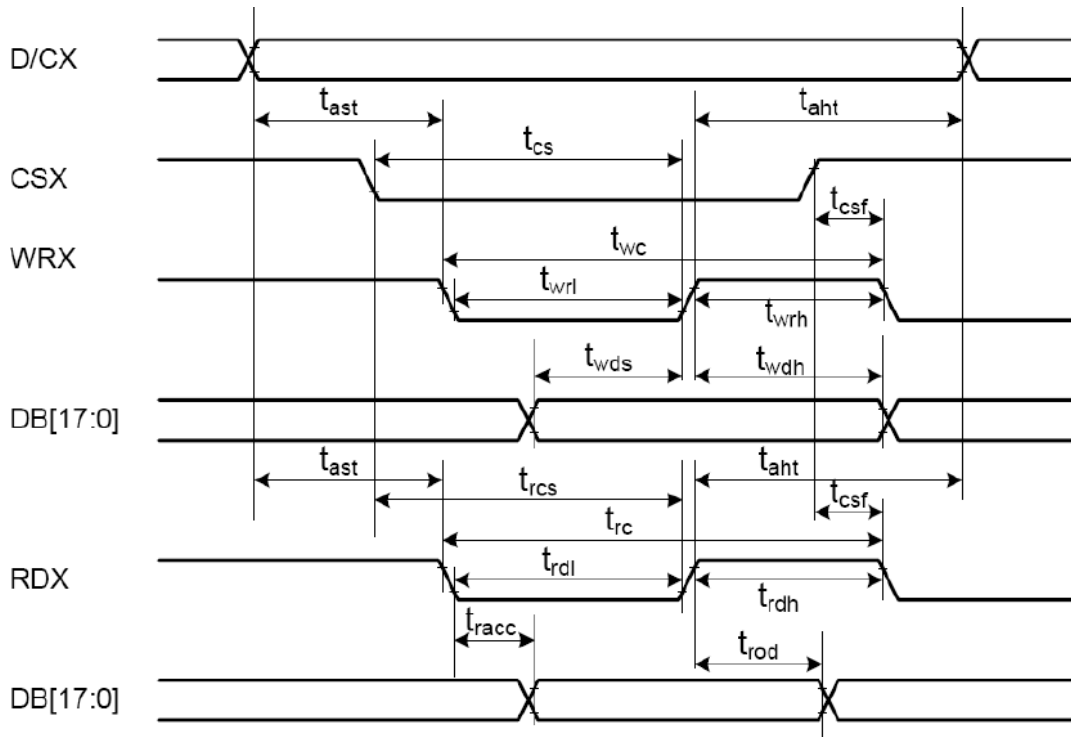 D/CX
tast
taht
tcs
CSX
tcsf
WRX
twc
twrl
twrh
twds
twdh
DB[17:0]
tast
taht
trcs
tcsf
trc
RDX
trdl
trdh
tracc
trod
DB[17:0]